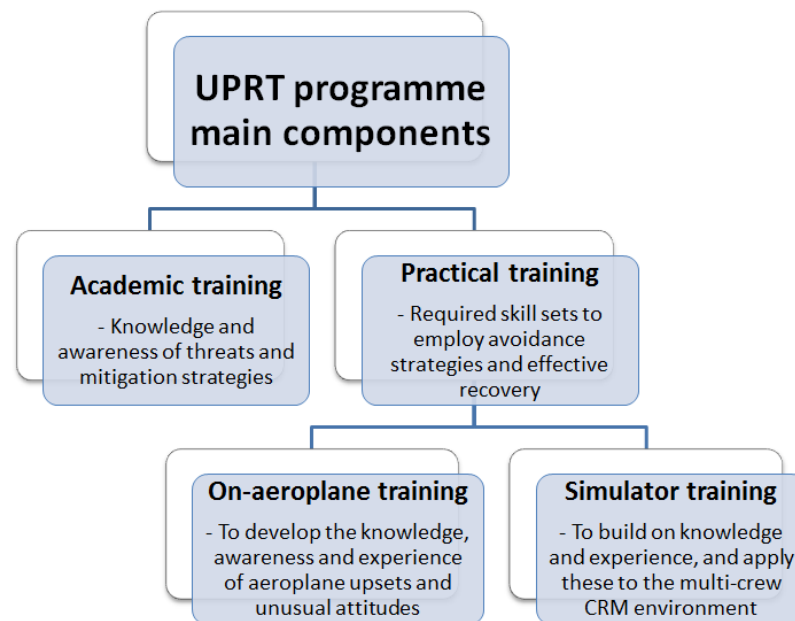 UPRT programme
main components
Academic training
- Knowledge and
awareness of threats and
mitigation strategies
Practical training
- Required skill sets to
employ avoidance
strategies and effective
recovery
On-aeroplane training
- To develop the knowledge,
awareness and experience
of aeroplane upsets and
unusual attitudes
Simulator training
- To build on knowledge
and experience, and apply
these to the multi-crew
CRM environment